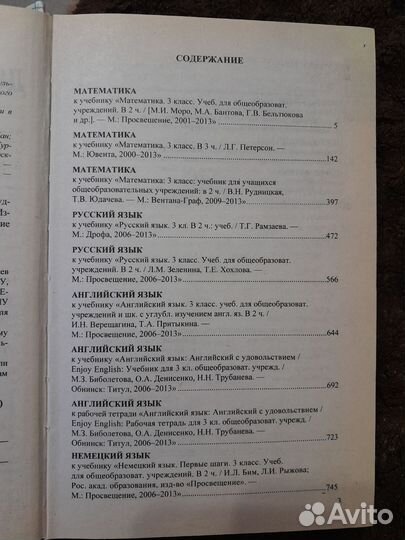 СОДЕРЖАНИЕ
МАТЕМАТИКА
к учебнику «Математика. 3 класс. Учеб. для общеобразоват.
учреждений. В 2 ч. / [М.И. Моро, М.А. Бантова, Г.В. Бельтюкова
и др.]. — М.: Просвещение, 2001–2013» 5
МАТЕМАТИКА
к учебнику «Математика. 3 класс. В 3 ч. / Л.Г. Петерсон. —
М.: Ювента, 2000–2013» 142
МАТЕМАТИКА
к учебнику «Математика: 3 класс: учебник для учащихся
общеобразовательных учреждений: в 2 ч. / В.Н. Рудницкая,
Т.В. Юдачева. — М.: Вентана-Граф, 2009–2013» 397
РУССКИЙ ЯЗЫК
к учебнику «Русский язык. 3 кл. В 2 ч.: учеб. / Т.Г. Рамзаева. —
М.: Дрофа, 2006–2013» 472
РУССКИЙ ЯЗЫК
к учебнику «Русский язык. 3 класс. Учеб. для общеобразоват.
учреждений. В 2 ч. / Л.М. Зеленина, Т.Е. Хохлова. —
М.: Просвещение, 2006–2013» 566
АНГЛИЙСКИЙ ЯЗЫК
к учебнику «Английский язык. 3 класс. учеб. для общеобразоват.
учреждений и шк. с углубл. изучением англ. яз. В 2 ч. /
И.Н. Верещагина, Т.А. Притыкина. —
М.: Просвещение, 2006–2013» 644
АНГЛИЙСКИЙ ЯЗЫК
к учебнику «Английский язык: Английский с удовольствием /
Enjoy English: Учебник для 3 кл. общеобразоват. учрежд. /
М.З. Биболетова, О.А. Денисенко, Н.Н. Трубанева. —
Обнинск: Титул, 2006–2013» 692
АНГЛИЙСКИЙ ЯЗЫК
к рабочей тетради «Английский язык: Английский с удовольствием /
Enjoy English: Рабочая тетрадь для 3 кл. общеобразоват. учрежд. /
М.З. Биболетова, О.А. Денисенко, Н.Н. Трубанева. —
Обнинск: Титул, 2006–2013» 723
НЕМЕЦКИЙ ЯЗЫК
к учебнику «Немецкий язык. Первые шаги. 3 класс. Учеб.
для общеобразоват. учреждений. В 2 ч. / И.Л. Бим, Л.И. Рыжова;
Рос. акад. образования, изд-во «Просвещение». —
М.: Просвещение, 2006–2013» 745
3
Avito